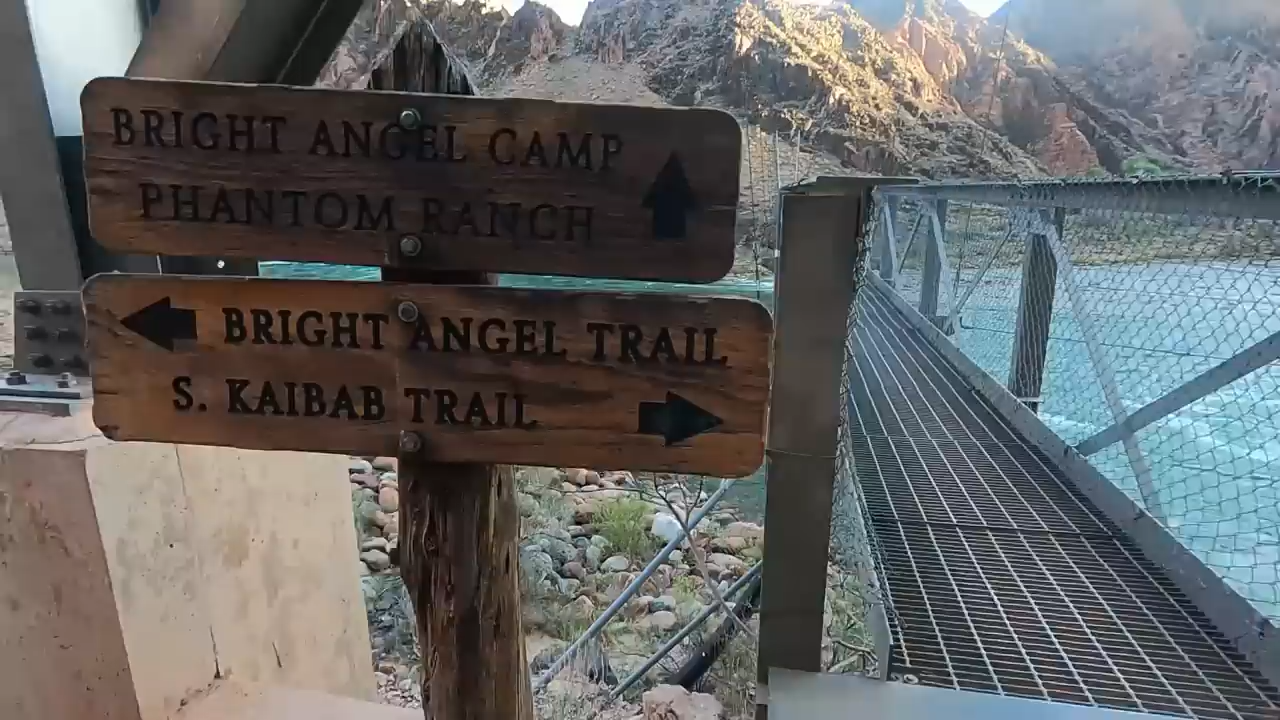 BRIGHT ANGEL CAMP
PHANTOM RANCH
BRIGHT ANGEL TRAIL
S. KAIBAB TRAIL